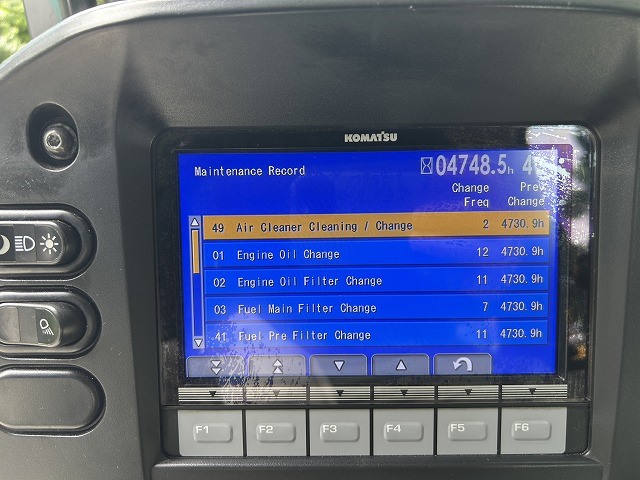 KOMATSU
Maintenance Record
04748.5h
Change Freq
Prev. Change
49 Air Cleaner Cleaning / Change 2 4730.9h
01 Engine Oil Change 12 4730.9h
02 Engine Oil Filter Change 11 4730.9h
03 Fuel Main Filter Change 7 4730.9h
41 Fuel Pre Filter Change 11 4730.9h
F1 F2 F3 F4 F5 F6